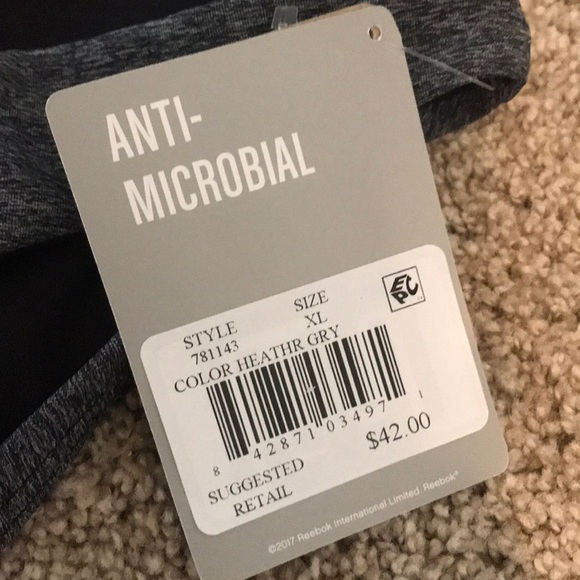 ANTI-
MICROBIAL
EPC
STYLE SIZE
781143 XL
COLOR HEATHR GRY
8 42871 03497 1
SUGGESTED $42.00
RETAIL
©2017 Reebok International Limited. Reebok®